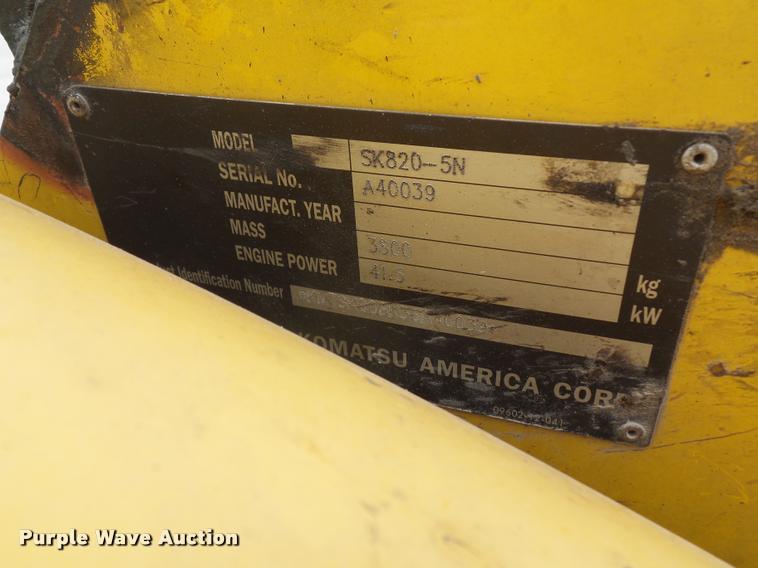 MODEL SK820-5N
SERIAL No. A40039
MANUFACT. YEAR
MASS 3800 kg
ENGINE POWER 41.5 kW
Identification Number
KOMATSU AMERICA CORP
Purple Wave Auction